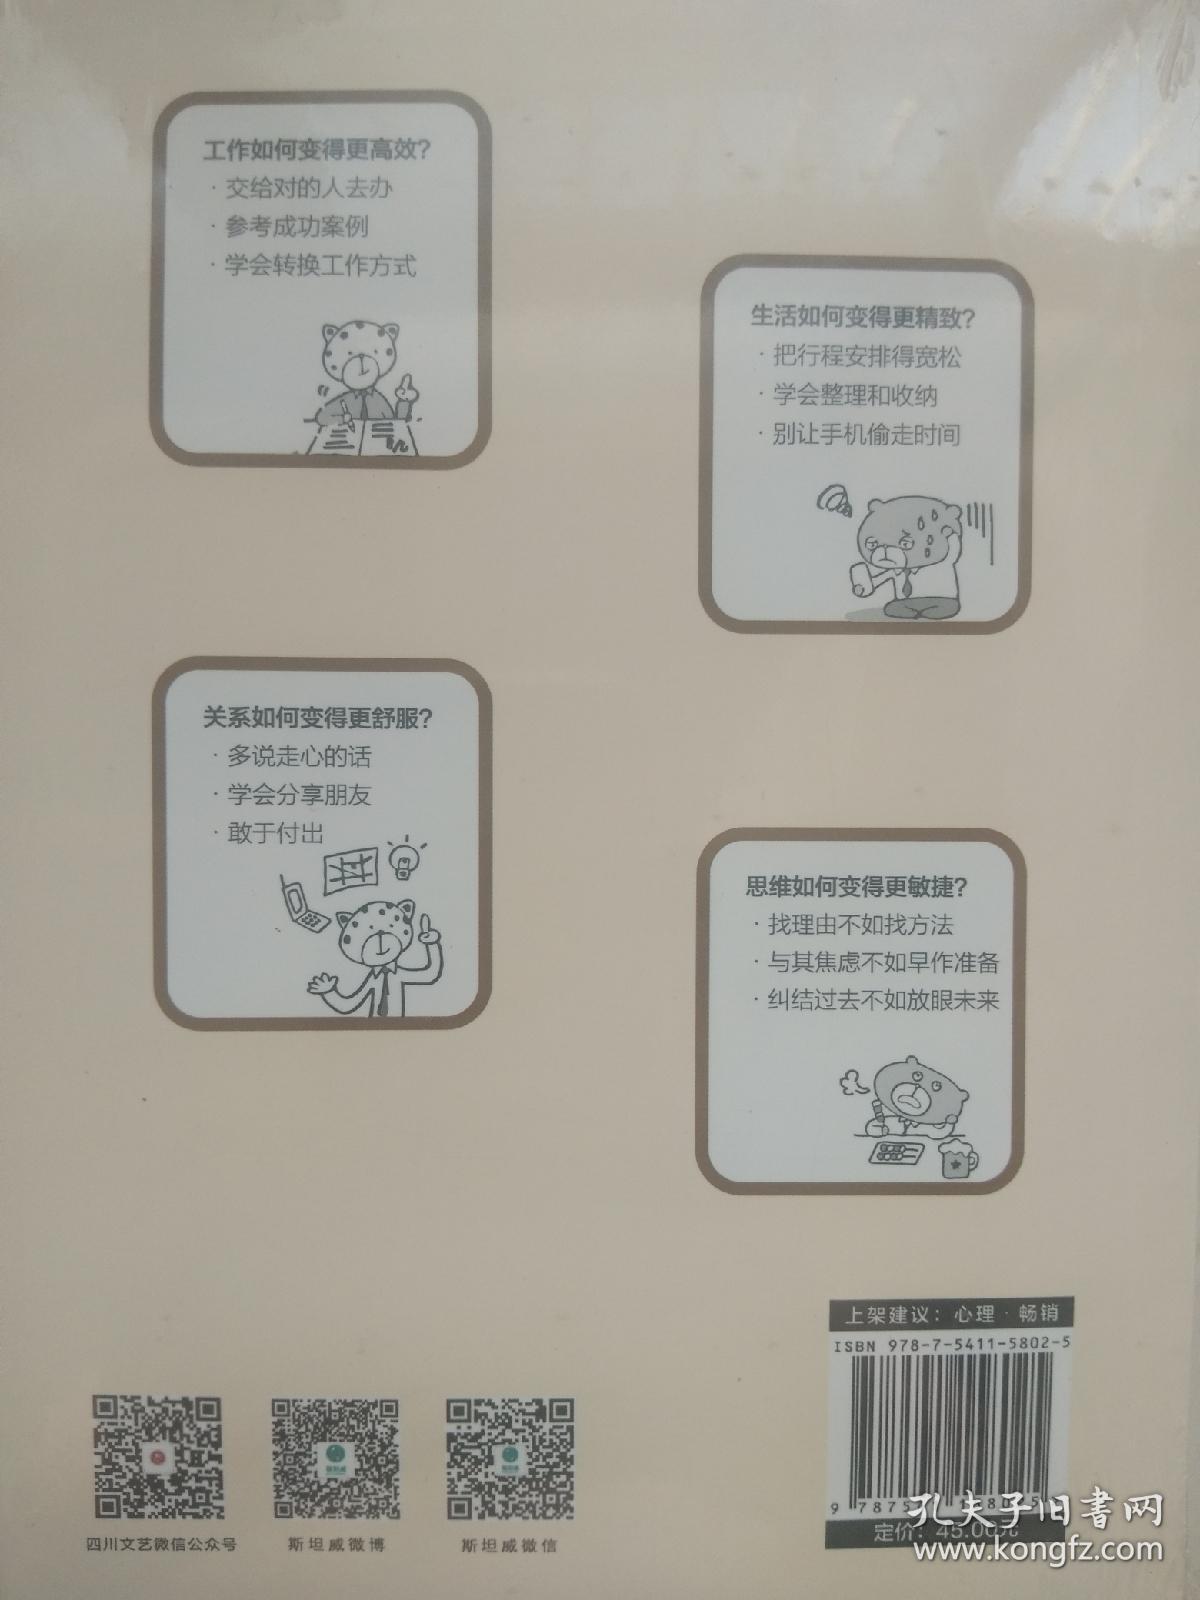 工作如何变得更高效?
· 交给对的人去办
· 参考成功案例
· 学会转换工作方式
生活如何变得更精致?
· 把行程安排得宽松
· 学会整理和收纳
· 别让手机偷走时间
关系如何变得更舒服?
· 多说走心的话
· 学会分享朋友
· 敢于付出
思维如何变得更敏捷?
· 找理由不如找方法
· 与其焦虑不如早作准备
· 纠结过去不如放眼未来
上架建议：心理·畅销
ISBN 978-7-5411-5802-5
定价：45.00元
四川文艺微信公众号
斯坦威微博
斯坦威微信
孔夫子旧书网
www.kongfz.com